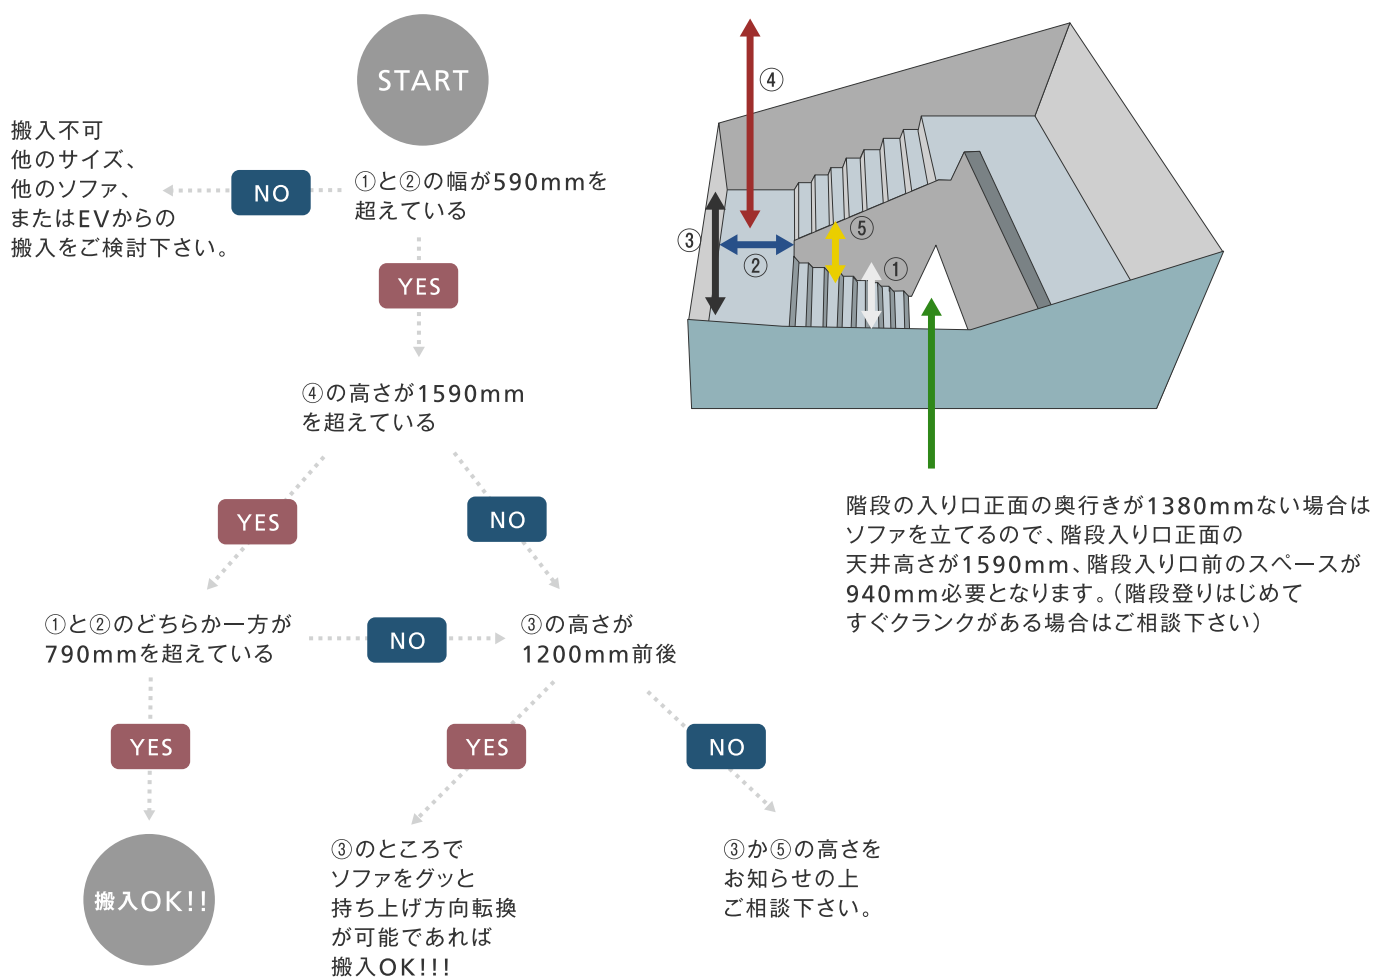 START
①と②の幅が590mmを
超えている
NO
搬入不可
他のサイズ、
他のソファ、
またはEVからの
搬入をご検討下さい。
YES
④の高さが1590mm
を超えている
YES
NO
①と②のどちらか一方が
790mmを超えている
NO
③の高さが
1200mm前後
YES
YES
NO
搬入OK!!
③のところで
ソファをグッと
持ち上げ方向転換
が可能であれば
搬入OK!!!
③か⑤の高さを
お知らせの上
ご相談下さい。
④
③
②
⑤
①
階段の入り口正面の奥行きが1380mmない場合は
ソファを立てるので、階段入り口正面の
天井高さが1590mm、階段入り口前のスペースが
940mm必要となります。（階段登りはじめて
すぐクランクがある場合はご相談下さい）